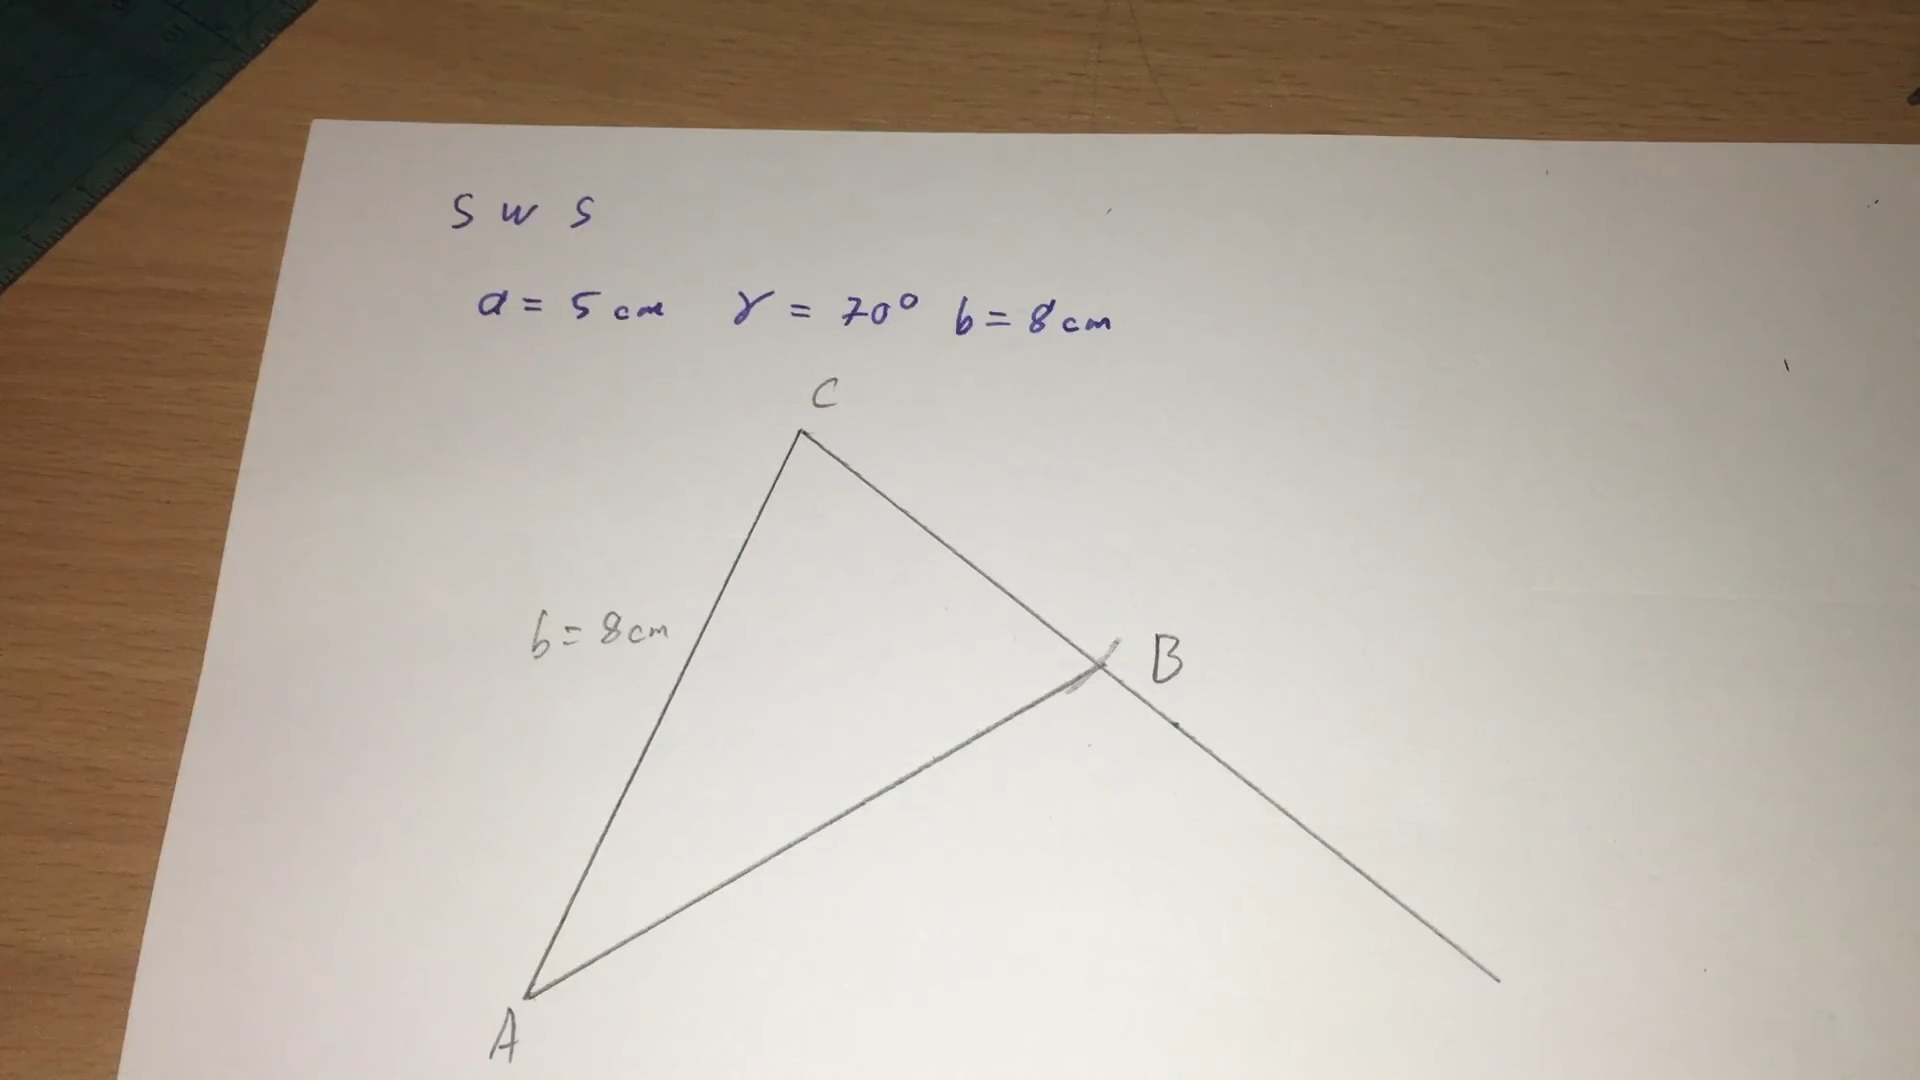 S W S
a = 5 cm γ = 70° b = 8 cm
C
b = 8 cm
B
A